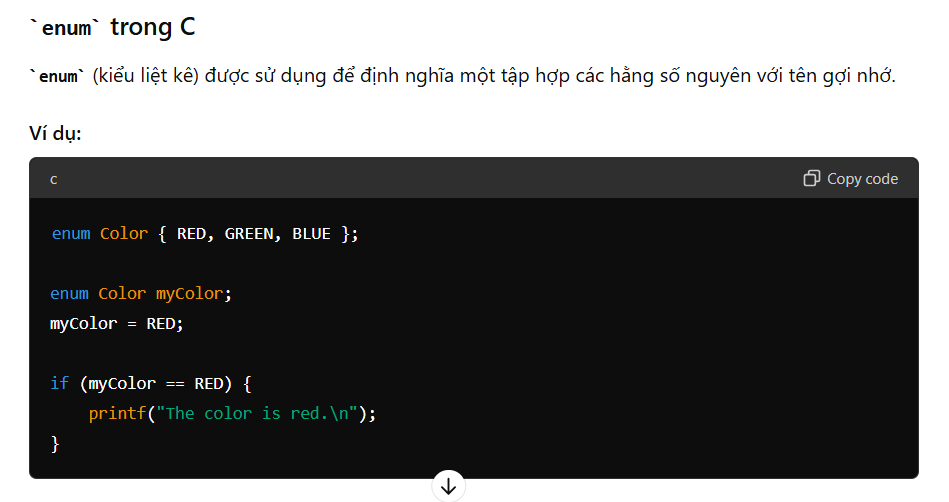 `enum` trong C
`enum` (kiểu liệt kê) được sử dụng để định nghĩa một tập hợp các hằng số nguyên với tên gợi nhớ.
Ví dụ:
c Copy code
enum Color { RED, GREEN, BLUE };
enum Color myColor;
myColor = RED;
if (myColor == RED) {
    printf("The color is red.\n");
}